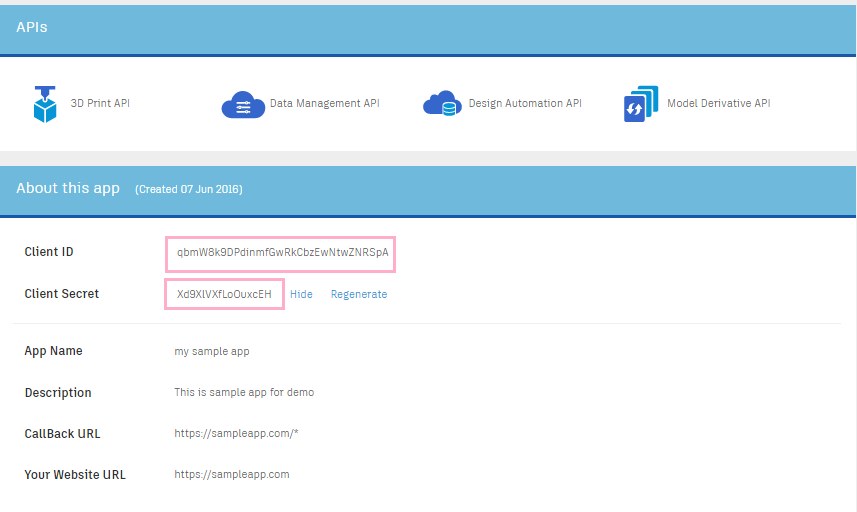 APIs
3D Print API
Data Management API
Design Automation API
Model Derivative API
About this app (Created 07 Jun 2016)
Client ID qbmW8k9DPdinmfGwRkCbzEwNtwZNRSpA
Client Secret Xd9XlVXfLoOuxcEH Hide Regenerate
App Name my sample app
Description This is sample app for demo
CallBack URL https://sampleapp.com/*
Your Website URL https://sampleapp.com